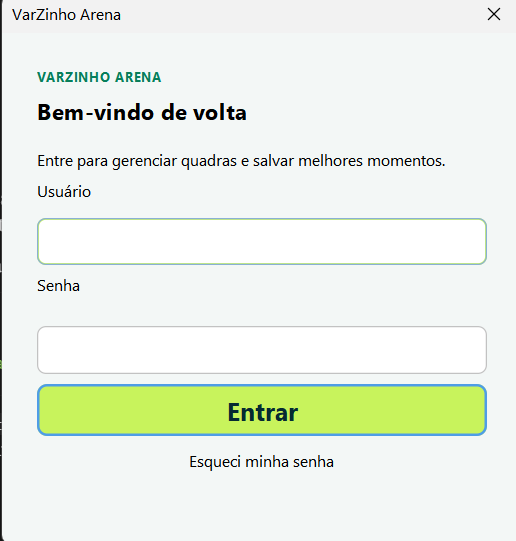 VarZinho Arena
VARZINHO ARENA
Bem-vindo de volta
Entre para gerenciar quadras e salvar melhores momentos.
Usuário
Senha
Entrar
Esqueci minha senha